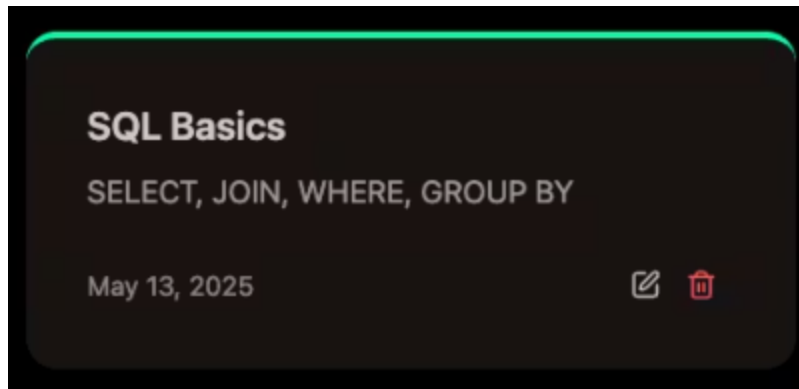 SQL Basics
SELECT, JOIN, WHERE, GROUP BY
May 13, 2025